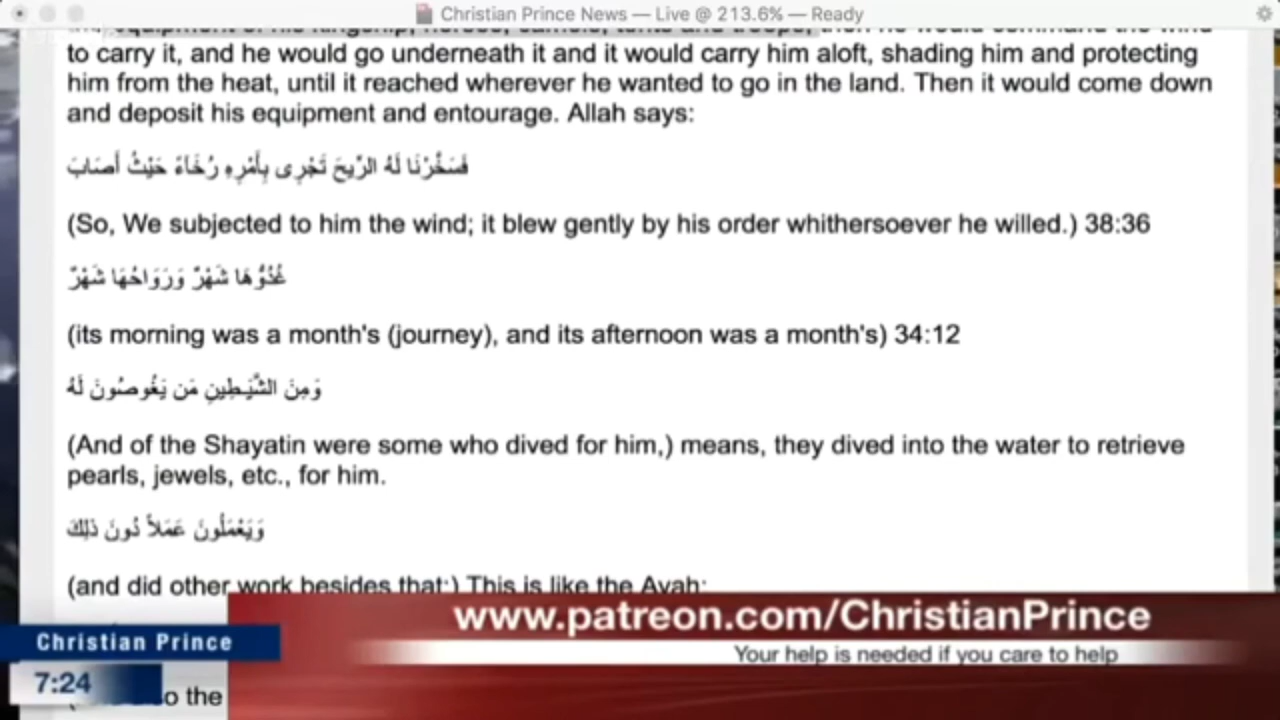 Christian Prince News — Live @ 213.6% — Ready
to carry it, and he would go underneath it and it would carry him aloft, shading him and protecting
him from the heat, until it reached wherever he wanted to go in the land. Then it would come down
and deposit his equipment and entourage. Allah says:
فَسَخَّرْنَا لَهُ الرِّيحَ تَجْرِى بِأَمْرِهِ رُخَآءً حَيْثُ أَصَابَ
(So, We subjected to him the wind; it blew gently by his order whithersoever he willed.) 38:36
غُدُوُّهَا شَهْرٌ وَرَوَاحُهَا شَهْرٌ
(its morning was a month's (journey), and its afternoon was a month's) 34:12
وَمِنَ الشَّيَـطِينِ مَن يَغُوصُونَ لَهُ
(And of the Shayatin were some who dived for him,) means, they dived into the water to retrieve
pearls, jewels, etc., for him.
وَيَعْمَلُونَ عَمَلاً دُونَ ذَلِكَ
(and did other work besides that;) This is like the Ayah:
www.patreon.com/ChristianPrince
Christian Prince
Your help is needed if you care to help
7:24
the